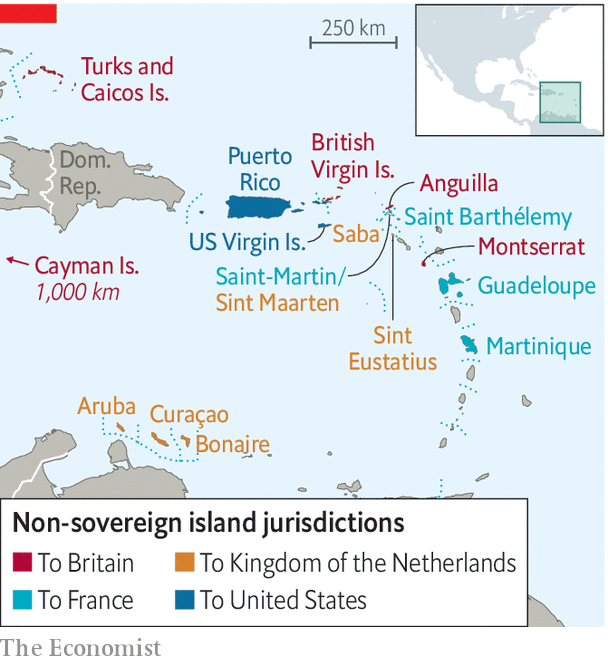 250 km
Turks and
Caicos Is.
Dom.
Rep.
Puerto
Rico
British
Virgin Is.
Anguilla
Saint Barthélemy
US Virgin Is.
Saba
Montserrat
Cayman Is.
1,000 km
Saint-Martin/
Sint Maarten
Guadeloupe
Sint
Eustatius
Martinique
Aruba
Curaçao
Bonaire
Non-sovereign island jurisdictions
To Britain
To Kingdom of the Netherlands
To France
To United States
The Economist